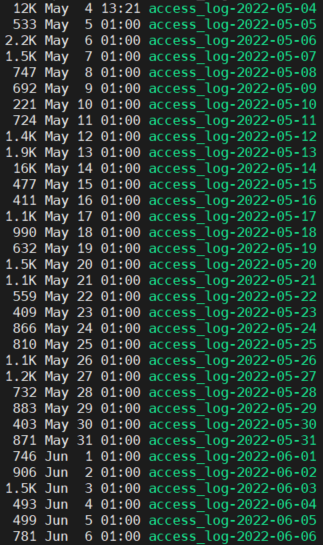 12K May 4 13:21 access_log-2022-05-04
533 May 5 01:00 access_log-2022-05-05
2.2K May 6 01:00 access_log-2022-05-06
1.5K May 7 01:00 access_log-2022-05-07
747 May 8 01:00 access_log-2022-05-08
692 May 9 01:00 access_log-2022-05-09
221 May 10 01:00 access_log-2022-05-10
724 May 11 01:00 access_log-2022-05-11
1.4K May 12 01:00 access_log-2022-05-12
1.9K May 13 01:00 access_log-2022-05-13
16K May 14 01:00 access_log-2022-05-14
477 May 15 01:00 access_log-2022-05-15
411 May 16 01:00 access_log-2022-05-16
1.1K May 17 01:00 access_log-2022-05-17
990 May 18 01:00 access_log-2022-05-18
632 May 19 01:00 access_log-2022-05-19
1.5K May 20 01:00 access_log-2022-05-20
1.1K May 21 01:00 access_log-2022-05-21
559 May 22 01:00 access_log-2022-05-22
409 May 23 01:00 access_log-2022-05-23
866 May 24 01:00 access_log-2022-05-24
810 May 25 01:00 access_log-2022-05-25
1.1K May 26 01:00 access_log-2022-05-26
1.2K May 27 01:00 access_log-2022-05-27
732 May 28 01:00 access_log-2022-05-28
883 May 29 01:00 access_log-2022-05-29
403 May 30 01:00 access_log-2022-05-30
871 May 31 01:00 access_log-2022-05-31
746 Jun 1 01:00 access_log-2022-06-01
906 Jun 2 01:00 access_log-2022-06-02
1.5K Jun 3 01:00 access_log-2022-06-03
493 Jun 4 01:00 access_log-2022-06-04
499 Jun 5 01:00 access_log-2022-06-05
781 Jun 6 01:00 access_log-2022-06-06